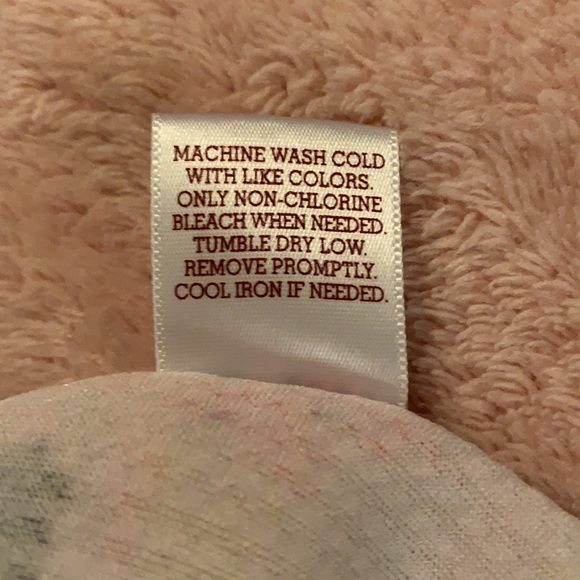 MACHINE WASH COLD
WITH LIKE COLORS.
ONLY NON-CHLORINE
BLEACH WHEN NEEDED.
TUMBLE DRY LOW.
REMOVE PROMPTLY.
COOL IRON IF NEEDED.